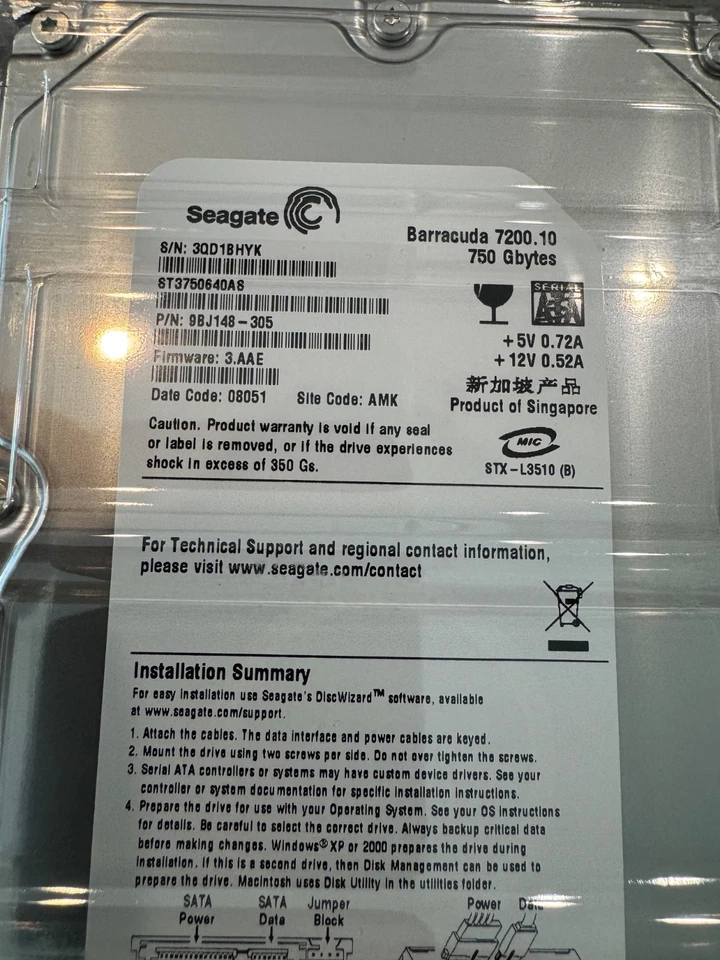 Seagate
Barracuda 7200.10
750 Gbytes
S/N: 3QD1BHYK
ST3750640AS
P/N: 9BJ148-305
Firmware: 3.AAE
Date Code: 08051 Site Code: AMK
SERIAL
ATA
+5V 0.72A
+12V 0.52A
新加坡产品
Product of Singapore
Caution. Product warranty is void if any seal
or label is removed, or if the drive experiences
shock in excess of 350 Gs.
MIC
STX-L3510 (B)
For Technical Support and regional contact information,
please visit www.seagate.com/contact
Installation Summary
For easy installation use Seagate's DiscWizard™ software, available
at www.seagate.com/support.
1. Attach the cables. The data interface and power cables are keyed.
2. Mount the drive using two screws per side. Do not over tighten the screws.
3. Serial ATA controllers or systems may have custom device drivers. See your
controller or system documentation for specific installation instructions.
4. Prepare the drive for use with your Operating System. See your OS instructions
for details. Be careful to select the correct drive. Always backup critical data
before making changes. Windows® XP or 2000 prepares the drive during
installation. If this is a second drive, then Disk Management can be used to
prepare the drive. Macintosh uses Disk Utility in the utilities folder.
SATA
Power
SATA
Data
Jumper
Block
Power Data